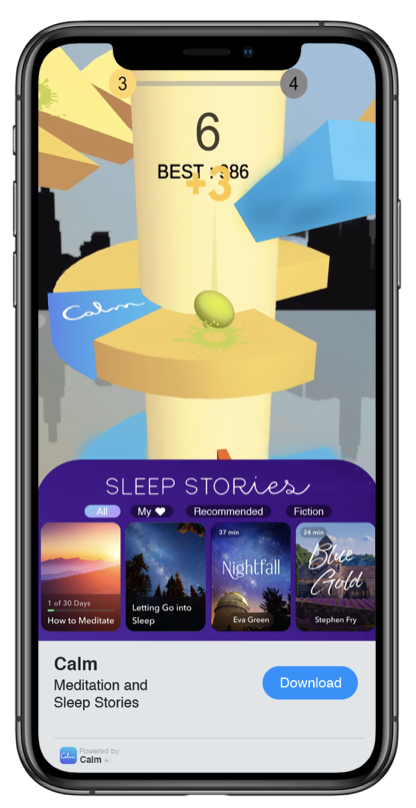 3
4
6
BEST : 986
+3
Calm
SLEEP STORIES
All
My
Recommended
Fiction
1 of 30 Days
How to Meditate
Letting Go into
Sleep
37 min
Nightfall
Eva Green
24 min
Blue
Gold
Stephen Fry
Calm
Meditation and
Sleep Stories
Download
Calm
Powered by
Calm